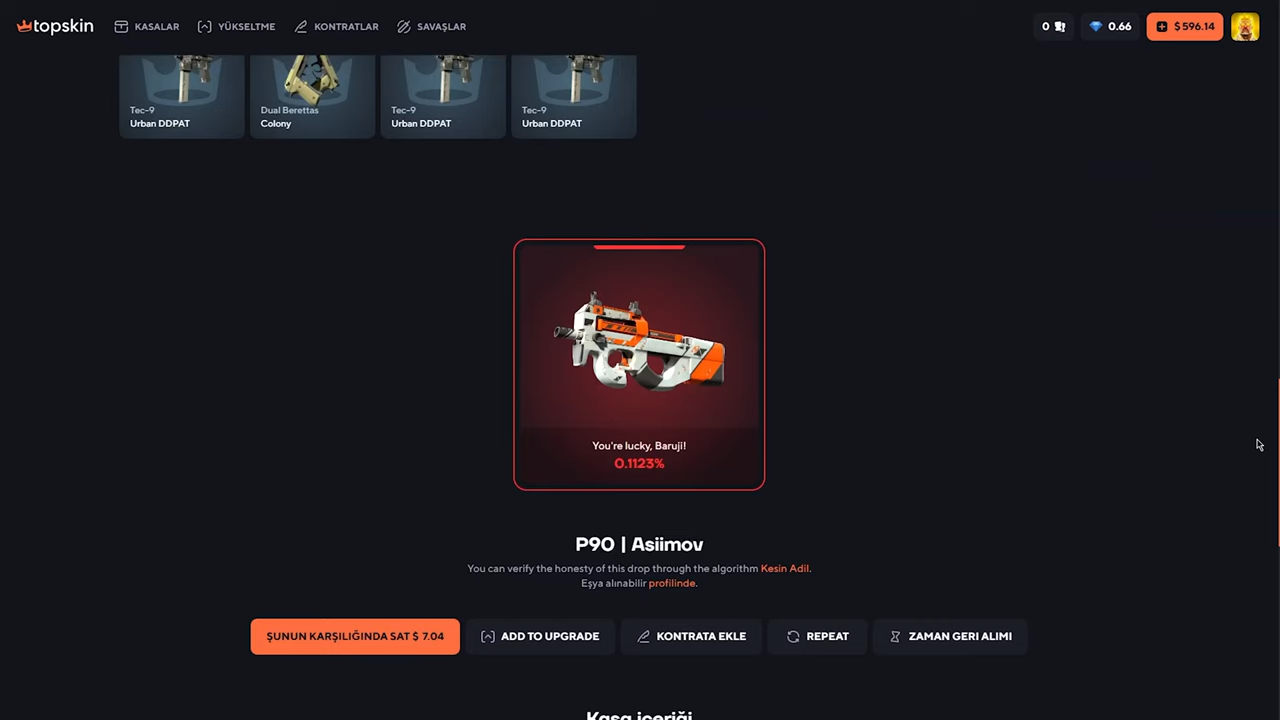 topskin
KASALAR
YÜKSELTME
KONTRATLAR
SAVAŞLAR
0
0.66
$ 596.14
Tec-9
Urban DDPAT
Dual Berettas
Colony
Tec-9
Urban DDPAT
Tec-9
Urban DDPAT
You're lucky, Baruji!
0.1123%
P90 | Asiimov
You can verify the honesty of this drop through the algorithm Kesin Adil.
Eşya alınabilir profilinde.
ŞUNUN KARŞILIĞINDA SAT $ 7.04
ADD TO UPGRADE
KONTRATA EKLE
REPEAT
ZAMAN GERI ALIMI
Kasa içeriği